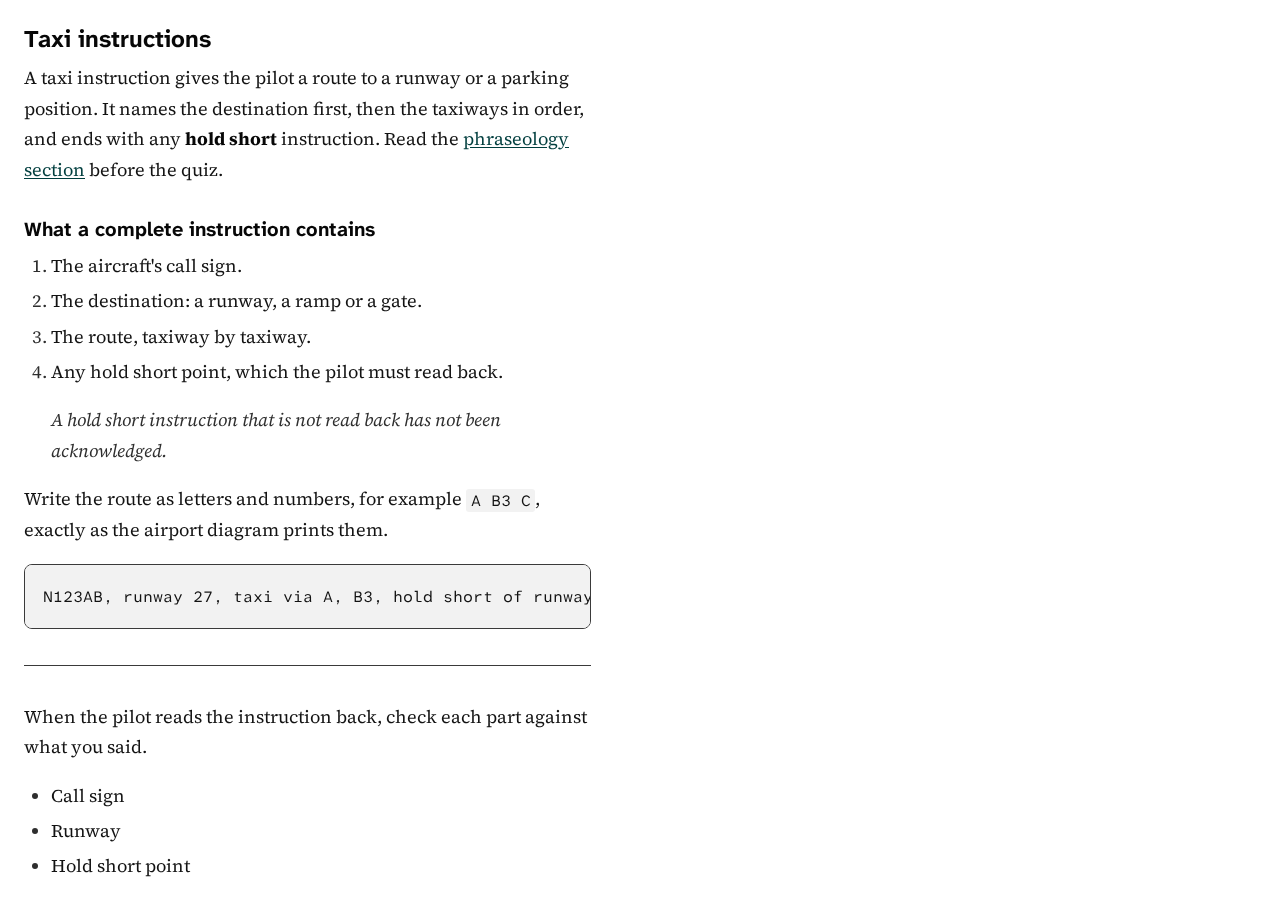 Taxi instructions
A taxi instruction gives the pilot a route to a runway or a parking
position. It names the destination first, then the taxiways in order,
and ends with any hold short instruction. Read the phraseology
section before the quiz.
What a complete instruction contains
1. The aircraft's call sign.
2. The destination: a runway, a ramp or a gate.
3. The route, taxiway by taxiway.
4. Any hold short point, which the pilot must read back.
A hold short instruction that is not read back has not been
acknowledged.
Write the route as letters and numbers, for example A B3 C,
exactly as the airport diagram prints them.
N123AB, runway 27, taxi via A, B3, hold short of runway
When the pilot reads the instruction back, check each part against
what you said.
• Call sign
• Runway
• Hold short point